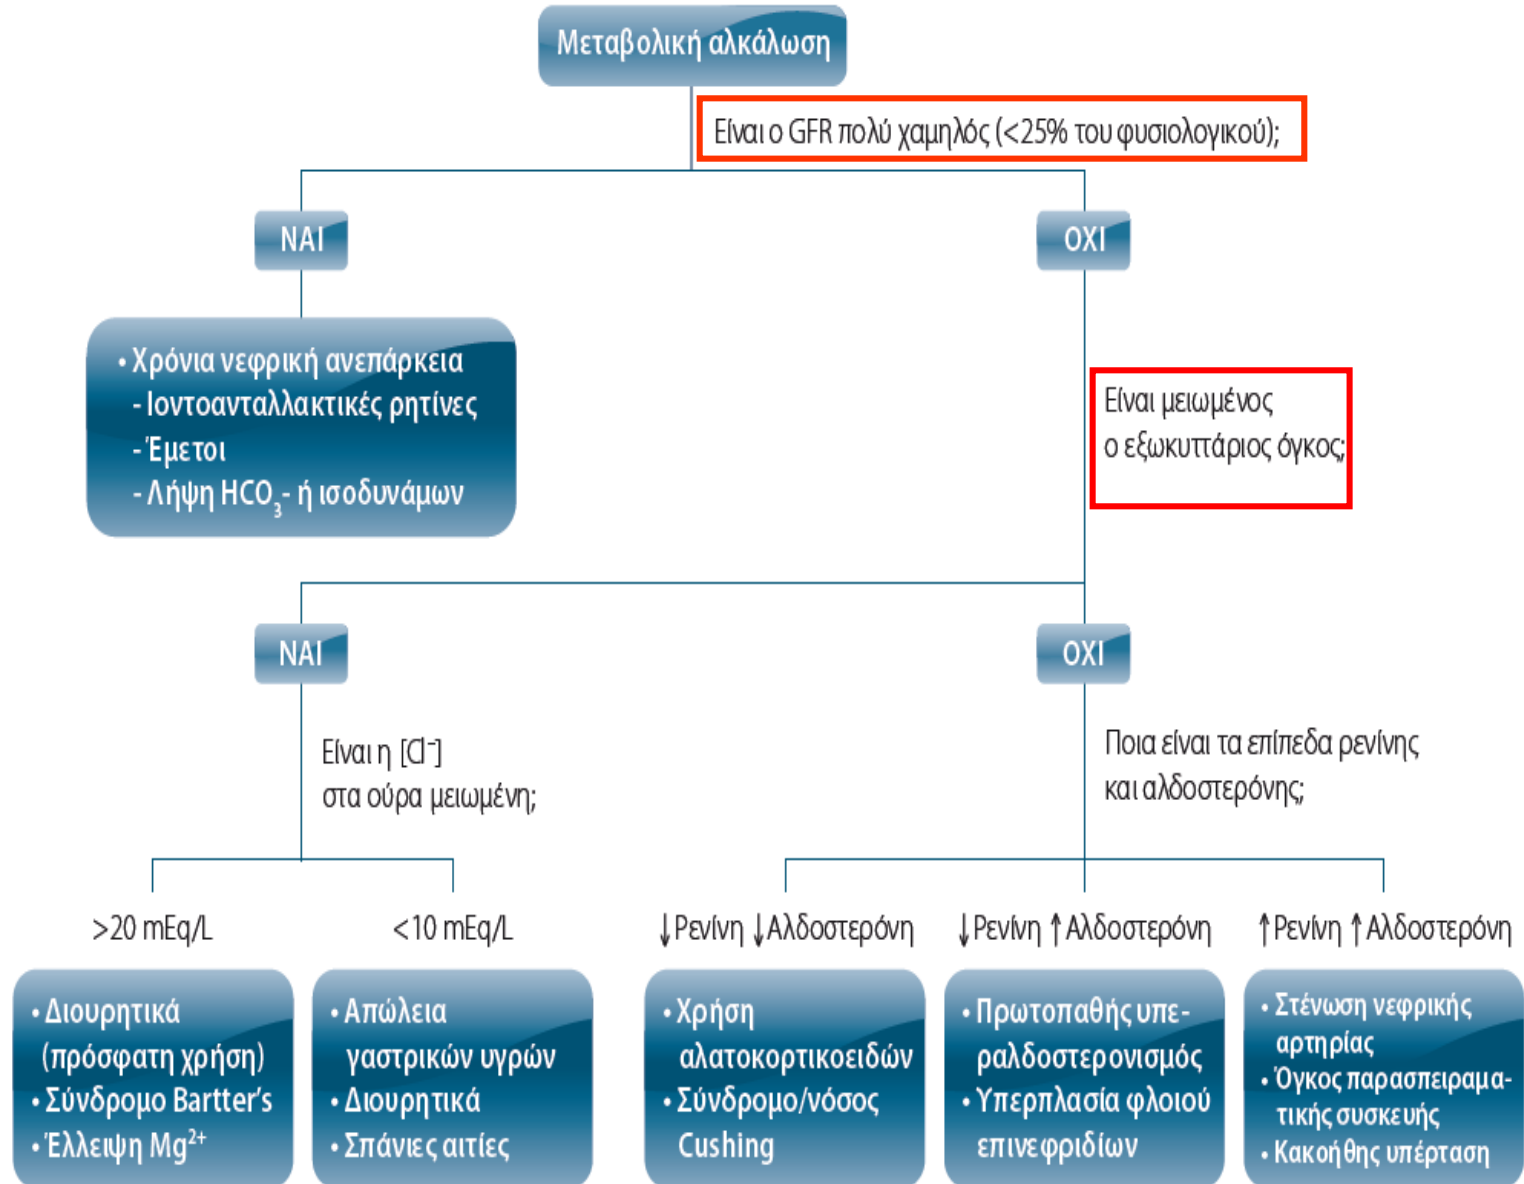 Μεταβολική αλκάλωση
Είναι ο GFR πολύ χαμηλός (<25% του φυσιολογικού);
ΝΑΙ
ΟΧΙ
• Χρόνια νεφρική ανεπάρκεια
- Ιοντοανταλλακτικές ρητίνες
- Έμετοι
- Λήψη HCO₃- ή ισοδυνάμων
Είναι μειωμένος
ο εξωκυττάριος όγκος;
ΝΑΙ
ΟΧΙ
Είναι η [Cl⁻]
στα ούρα μειωμένη;
Ποια είναι τα επίπεδα ρενίνης
και αλδοστερόνης;
>20 mEq/L
<10 mEq/L
↓Ρενίνη ↓Αλδοστερόνη
↓Ρενίνη ↑Αλδοστερόνη
↑Ρενίνη ↑Αλδοστερόνη
• Διουρητικά
(πρόσφατη χρήση)
• Σύνδρομο Bartter's
• Έλλειψη Mg²⁺
• Απώλεια
γαστρικών υγρών
• Διουρητικά
• Σπάνιες αιτίες
• Χρήση
αλατοκορτικοειδών
• Σύνδρομο/νόσος
Cushing
• Πρωτοπαθής υπε-
ραλδοστερονισμός
• Υπερπλασία φλοιού
επινεφριδίων
• Στένωση νεφρικής
αρτηρίας
• Όγκος παρασπειραμα-
τικής συσκευής
• Κακοήθης υπέρταση